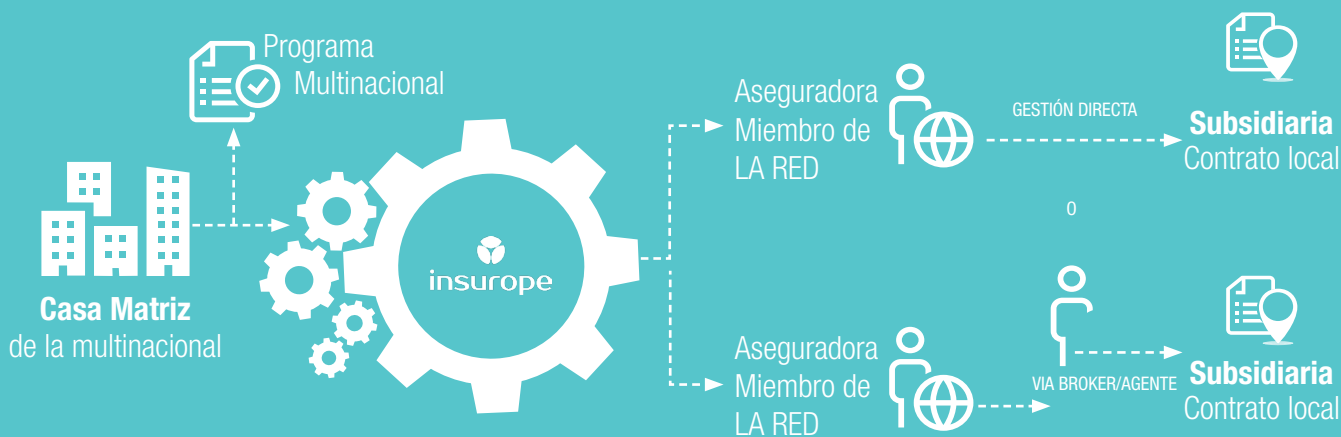 Programa
Multinacional
Casa Matriz
de la multinacional
insurope
Aseguradora
Miembro de
LA RED
GESTIÓN DIRECTA
Subsidiaria
Contrato local
O
Aseguradora
Miembro de
LA RED
VIA BROKER/AGENTE
Subsidiaria
Contrato local